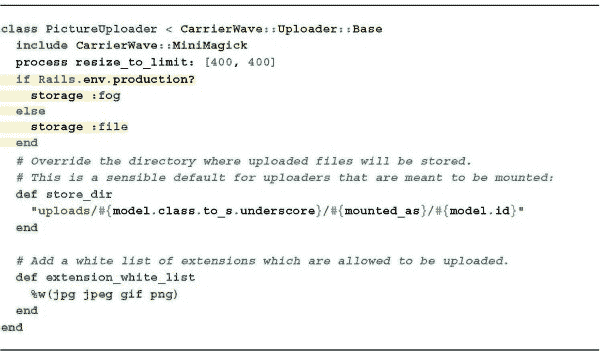 class PictureUploader < CarrierWave::Uploader::Base
  include CarrierWave::MiniMagick
  process resize_to_limit: [400, 400]
  if Rails.env.production?
    storage :fog
  else
    storage :file
  end
  # Override the directory where uploaded files will be stored.
  # This is a sensible default for uploaders that are meant to be mounted:
  def store_dir
    "uploads/#{model.class.to_s.underscore}/#{mounted_as}/#{model.id}"
  end

  # Add a white list of extensions which are allowed to be uploaded.
  def extension_white_list
    %w(jpg jpeg gif png)
  end
end